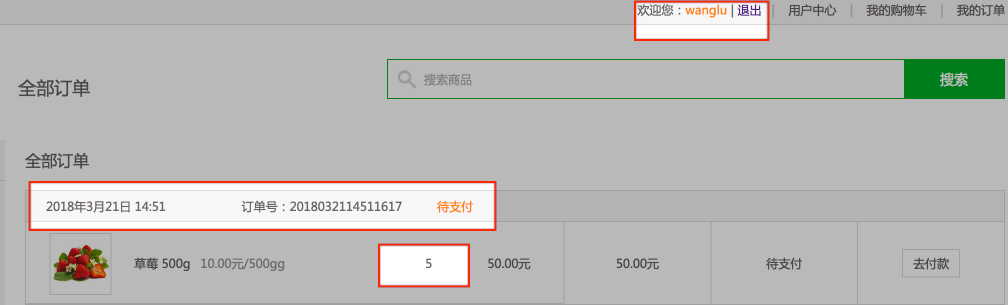 欢迎您：wanglu | 退出 | 用户中心 | 我的购物车 | 我的订单
全部订单
搜索商品
搜索
全部订单
2018年3月21日 14:51 订单号：2018032114511617 待支付
草莓 500g 10.00元/500gg 5 50.00元 50.00元 待支付 去付款